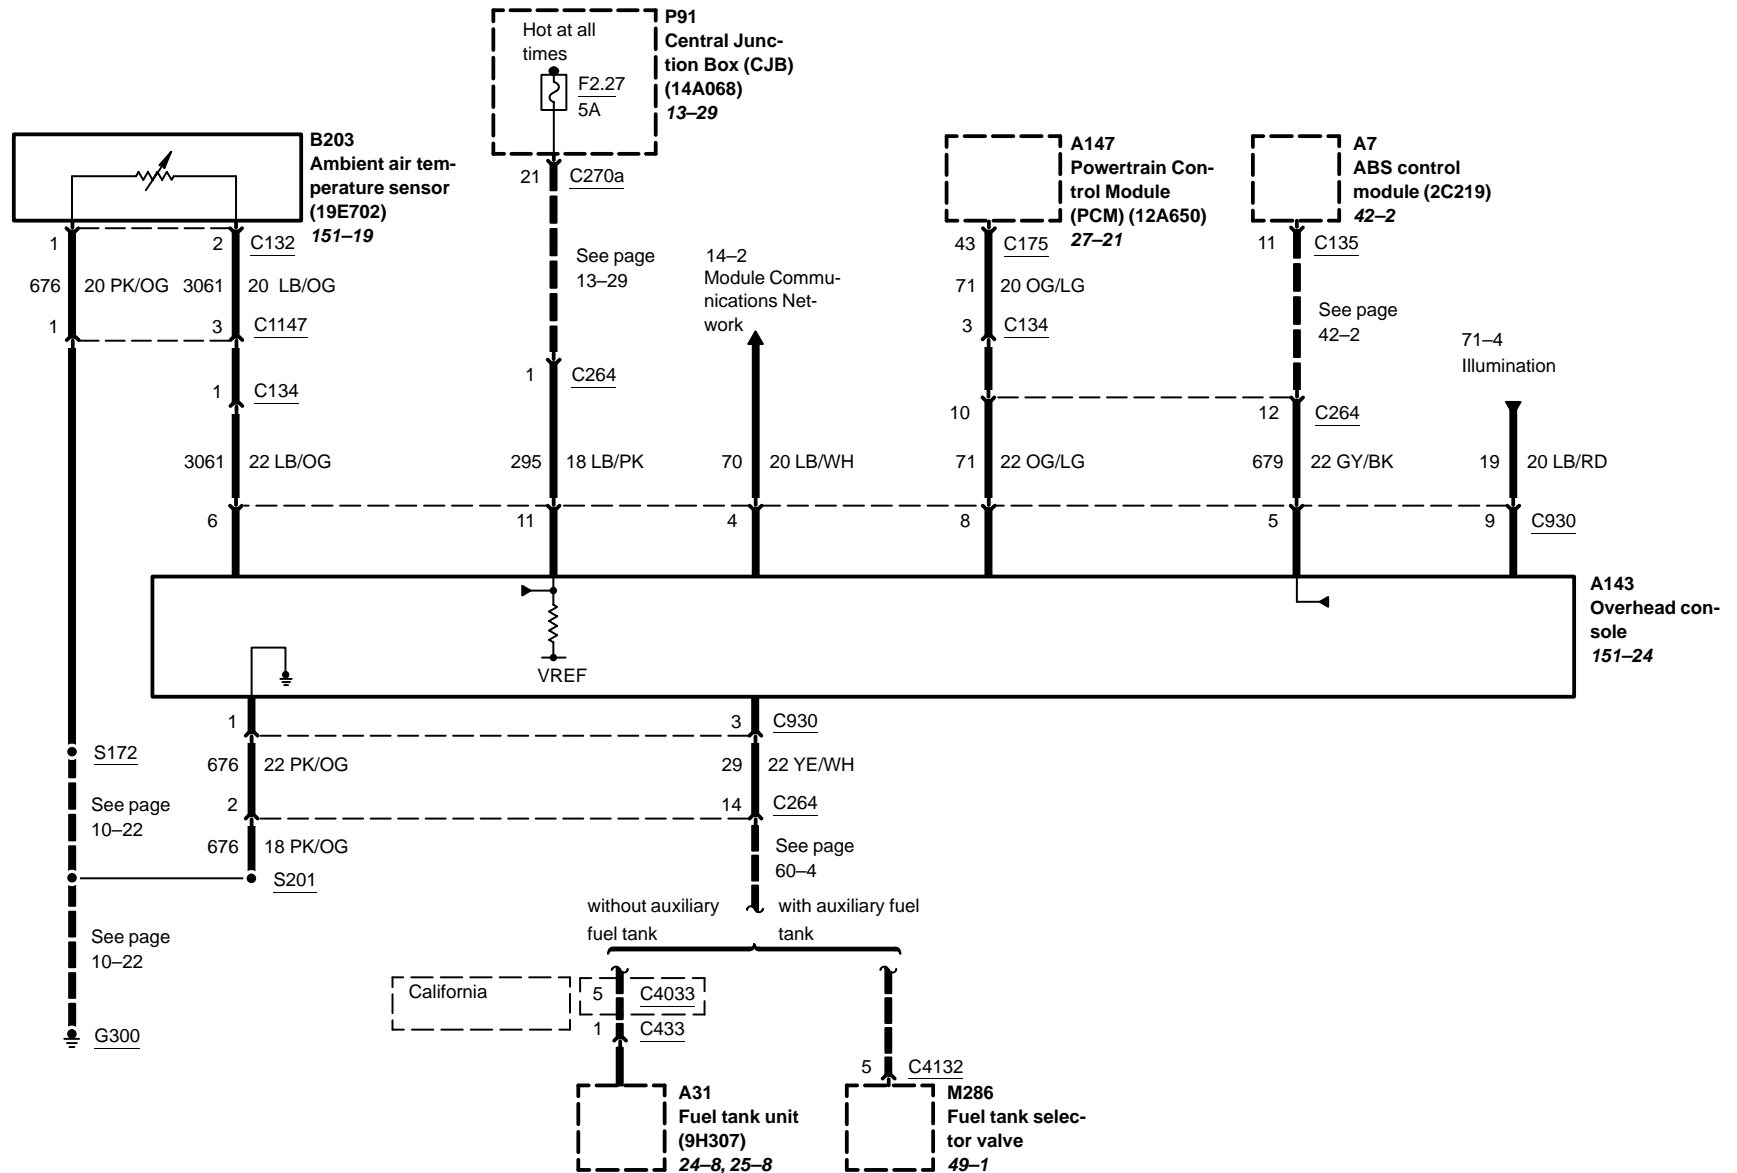 Hot at all
times
F2.27
5A
P91
Central Junc-
tion Box (CJB)
(14A068)
13–29
B203
Ambient air tem-
perature sensor
(19E702)
151–19
A147
Powertrain Con-
trol Module
(PCM) (12A650)
27–21
A7
ABS control
module (2C219)
42–2
21 C270a
1 2 C132
43 C175
11 C135
676 20 PK/OG 3061 20 LB/OG
See page
13–29
14–2
Module Commu-
nications Net-
work
71 20 OG/LG
See page
42–2
1 3 C1147
3 C134
71–4
Illumination
1 C134
1 C264
10 12 C264
3061 22 LB/OG 295 18 LB/PK 70 20 LB/WH 71 22 OG/LG 679 22 GY/BK 19 20 LB/RD
6 11 4 8 5 9 C930
VREF
A143
Overhead con-
sole
151–24
1 3 C930
S172
676 22 PK/OG 29 22 YE/WH
See page
10–22
2 14 C264
676 18 PK/OG
See page
60–4
S201
See page
10–22
without auxiliary
fuel tank
with auxiliary fuel
tank
California
5 C4033
1 C433
G300
5 C4132
A31
Fuel tank unit
(9H307)
24–8, 25–8
M286
Fuel tank selec-
tor valve
49–1